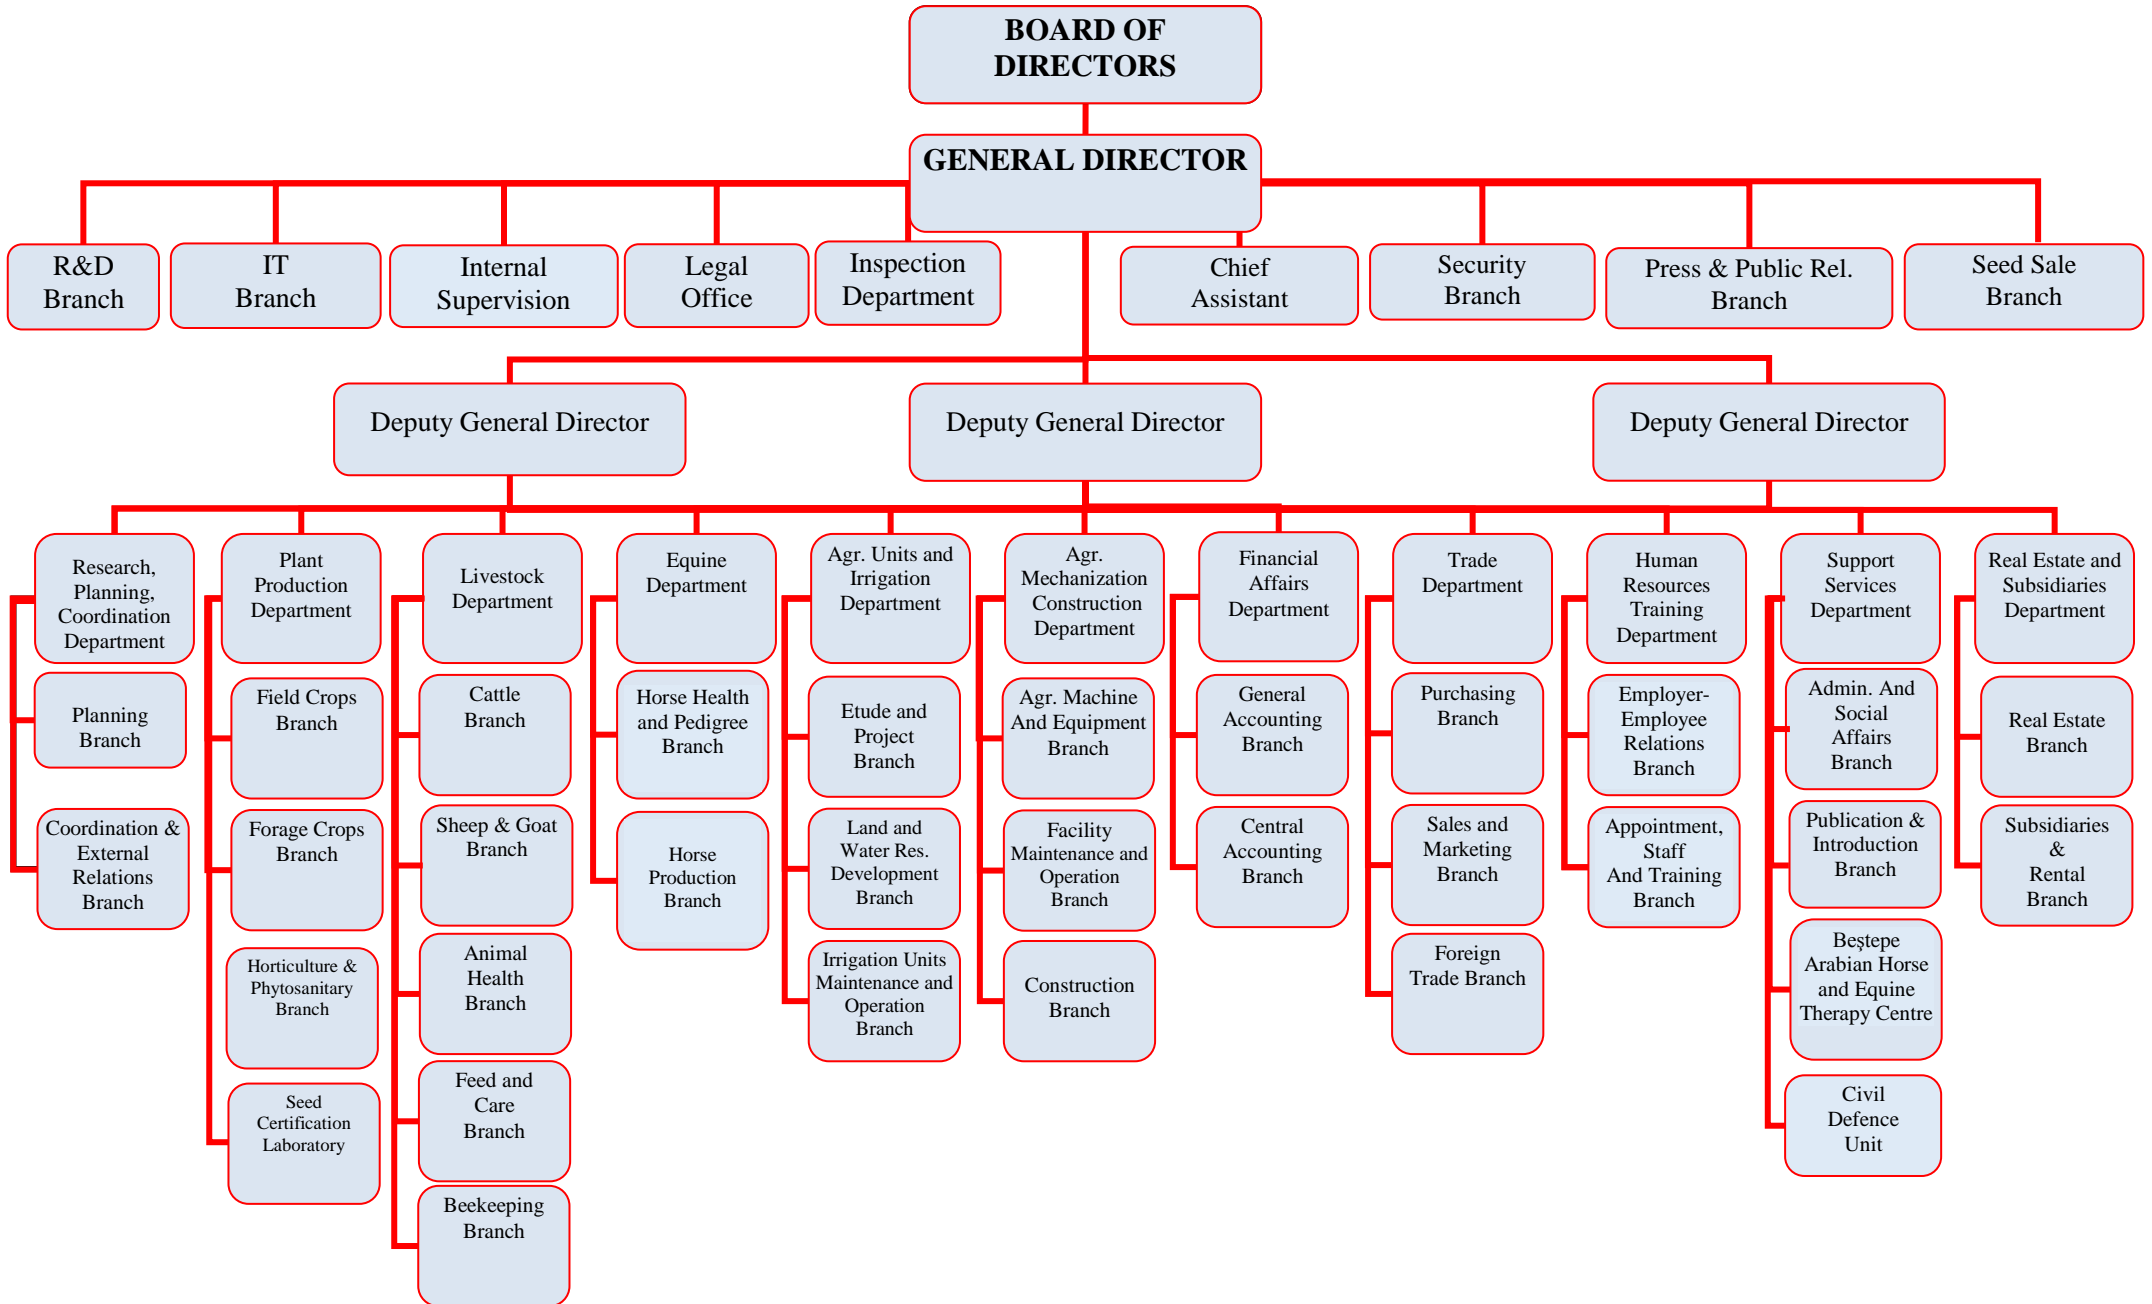 BOARD OF
DIRECTORS
GENERAL DIRECTOR
R&D
Branch
IT
Branch
Internal
Supervision
Legal
Office
Inspection
Department
Chief
Assistant
Security
Branch
Press & Public Rel.
Branch
Seed Sale
Branch
Deputy General Director
Deputy General Director
Deputy General Director
Research,
Planning,
Coordination
Department
Plant
Production
Department
Livestock
Department
Equine
Department
Agr. Units and
Irrigation
Department
Agr.
Mechanization
Construction
Department
Financial
Affairs
Department
Trade
Department
Human
Resources
Training
Department
Support
Services
Department
Real Estate and
Subsidiaries
Department
Planning
Branch
Field Crops
Branch
Cattle
Branch
Horse Health
and Pedigree
Branch
Etude and
Project
Branch
Agr. Machine
And Equipment
Branch
General
Accounting
Branch
Purchasing
Branch
Employer-
Employee
Relations
Branch
Admin. And
Social
Affairs
Branch
Real Estate
Branch
Coordination &
External
Relations
Branch
Forage Crops
Branch
Sheep & Goat
Branch
Horse
Production
Branch
Land and
Water Res.
Development
Branch
Facility
Maintenance and
Operation
Branch
Central
Accounting
Branch
Sales and
Marketing
Branch
Appointment,
Staff
And Training
Branch
Publication &
Introduction
Branch
Subsidiaries
&
Rental
Branch
Horticulture &
Phytosanitary
Branch
Animal
Health
Branch
Irrigation Units
Maintenance and
Operation
Branch
Construction
Branch
Foreign
Trade Branch
Beştepe
Arabian Horse
and Equine
Therapy Centre
Seed
Certification
Laboratory
Feed and
Care
Branch
Civil
Defence
Unit
Beekeeping
Branch